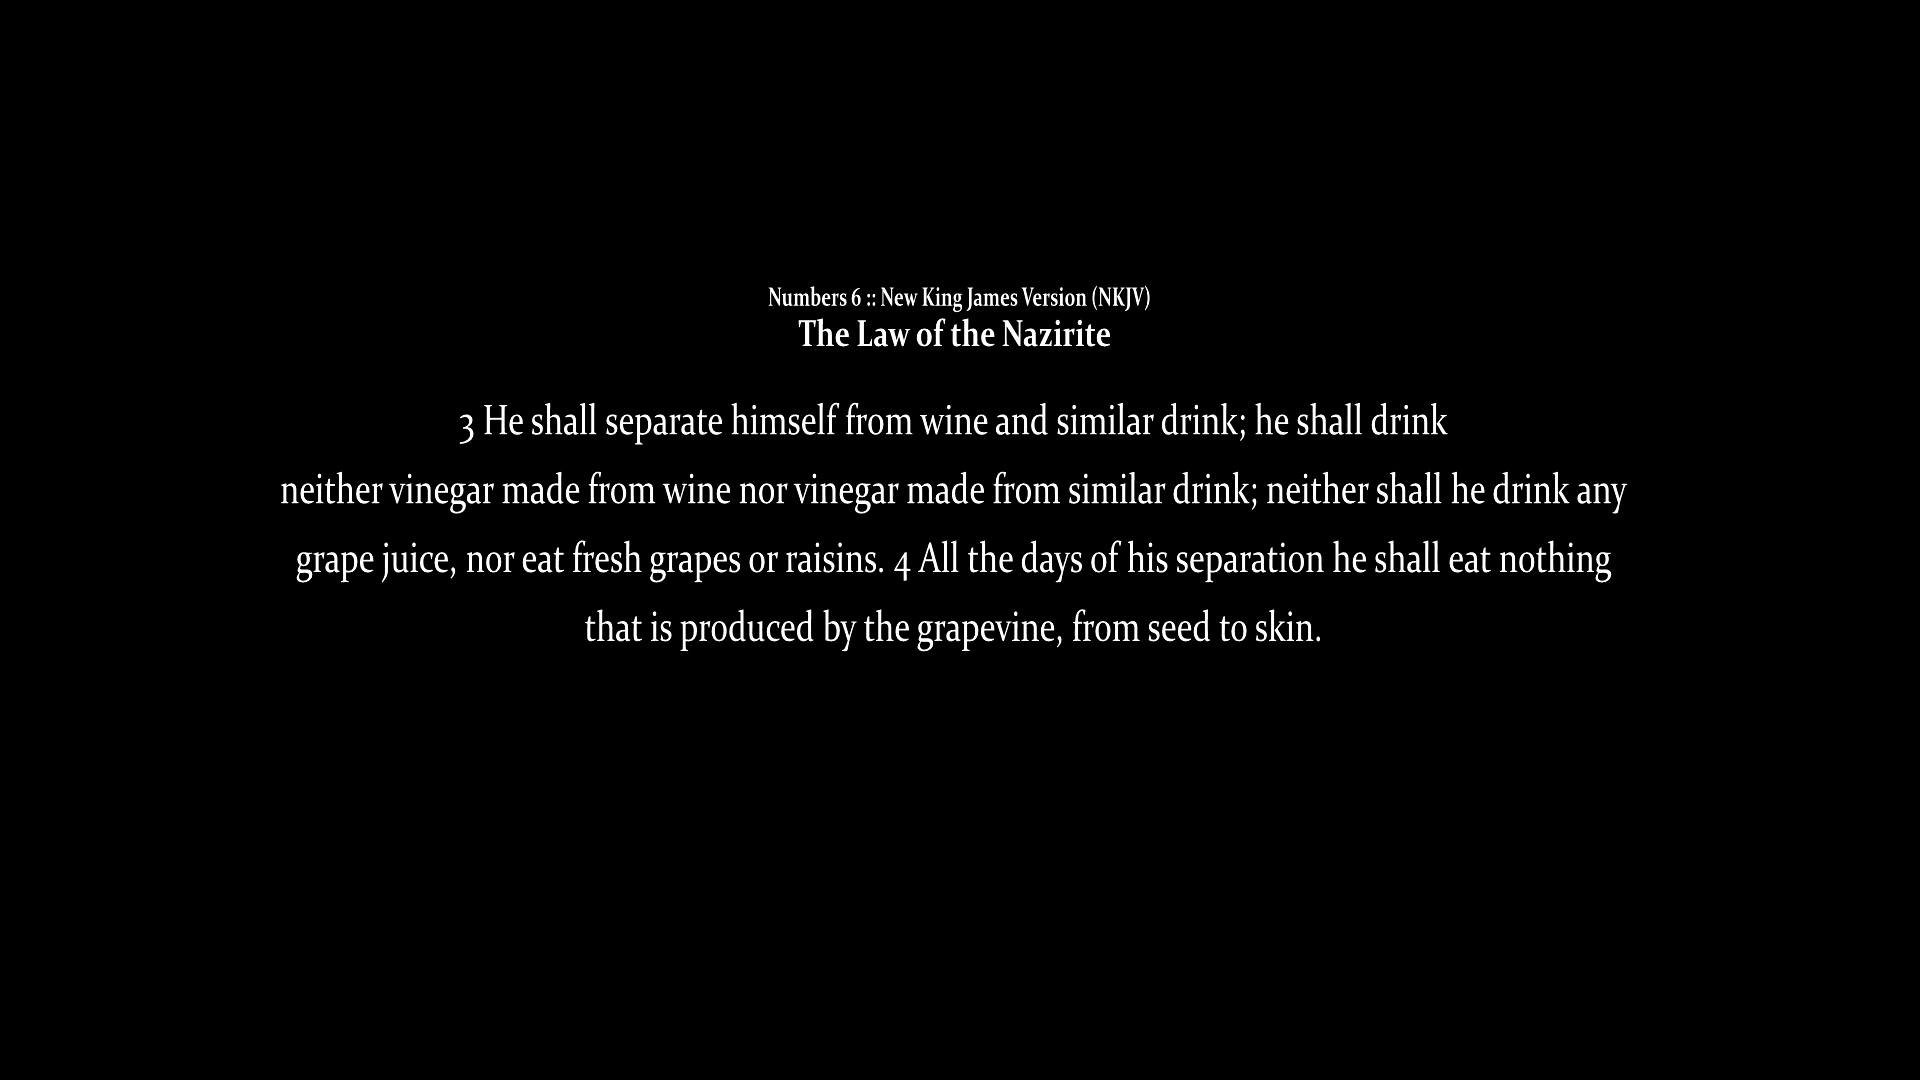 Numbers 6 :: New King James Version (NKJV)
The Law of the Nazirite
3 He shall separate himself from wine and similar drink; he shall drink
neither vinegar made from wine nor vinegar made from similar drink; neither shall he drink any
grape juice, nor eat fresh grapes or raisins. 4 All the days of his separation he shall eat nothing
that is produced by the grapevine, from seed to skin.